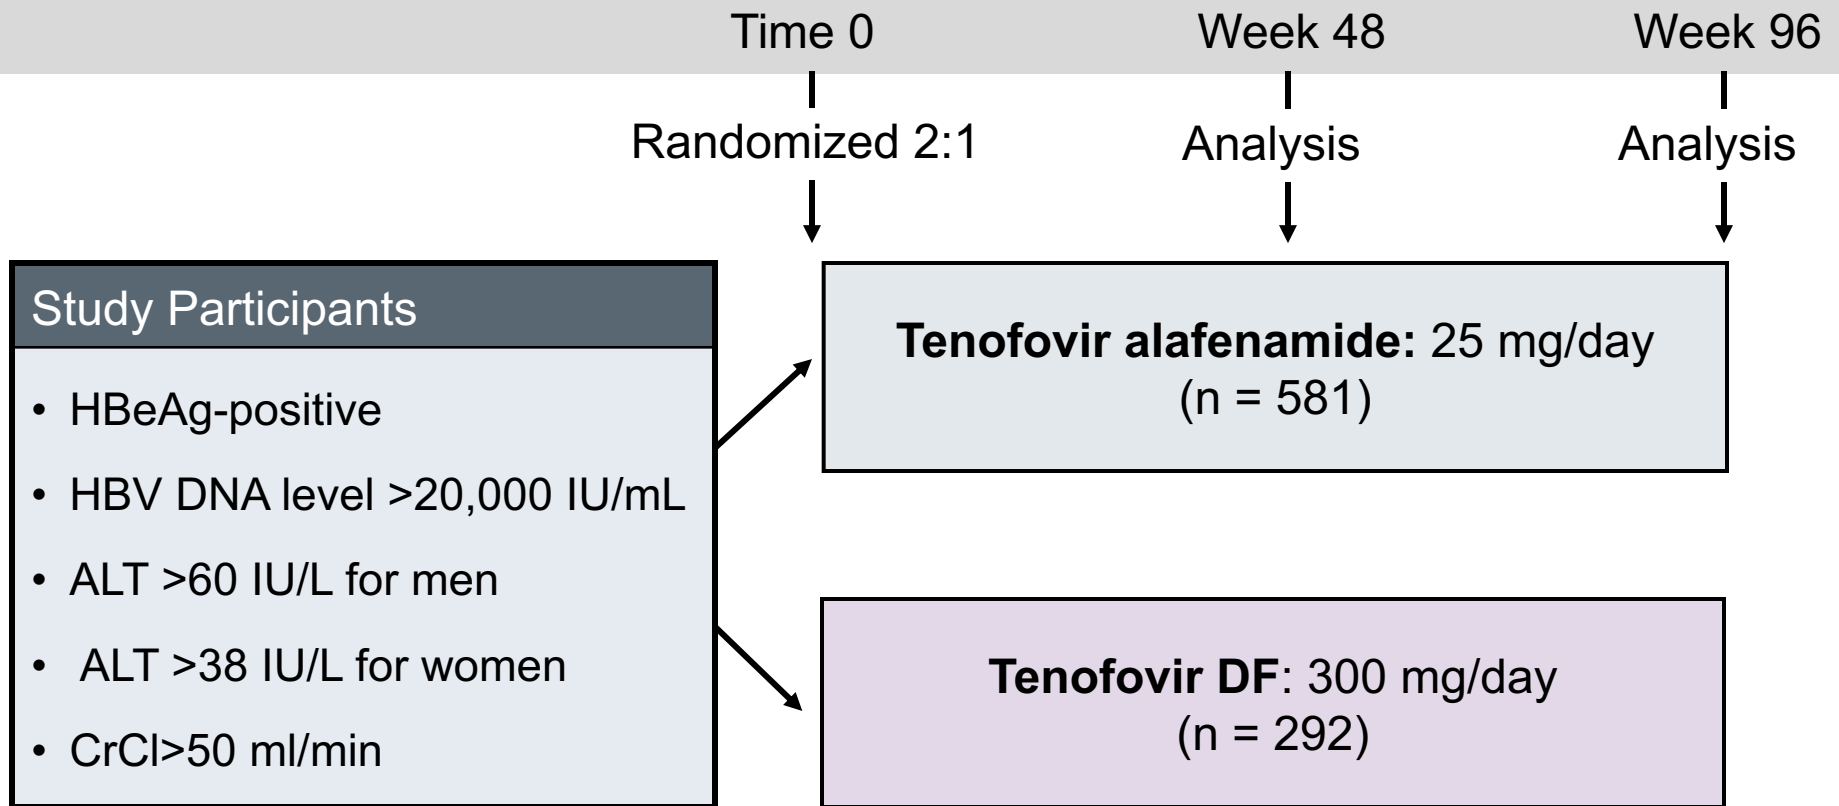 Time 0
Week 48
Week 96
Randomized 2:1
Analysis
Analysis
Study Participants
• HBeAg-positive
• HBV DNA level >20,000 IU/mL
• ALT >60 IU/L for men
• ALT >38 IU/L for women
• CrCl>50 ml/min
Tenofovir alafenamide: 25 mg/day
(n = 581)
Tenofovir DF: 300 mg/day
(n = 292)